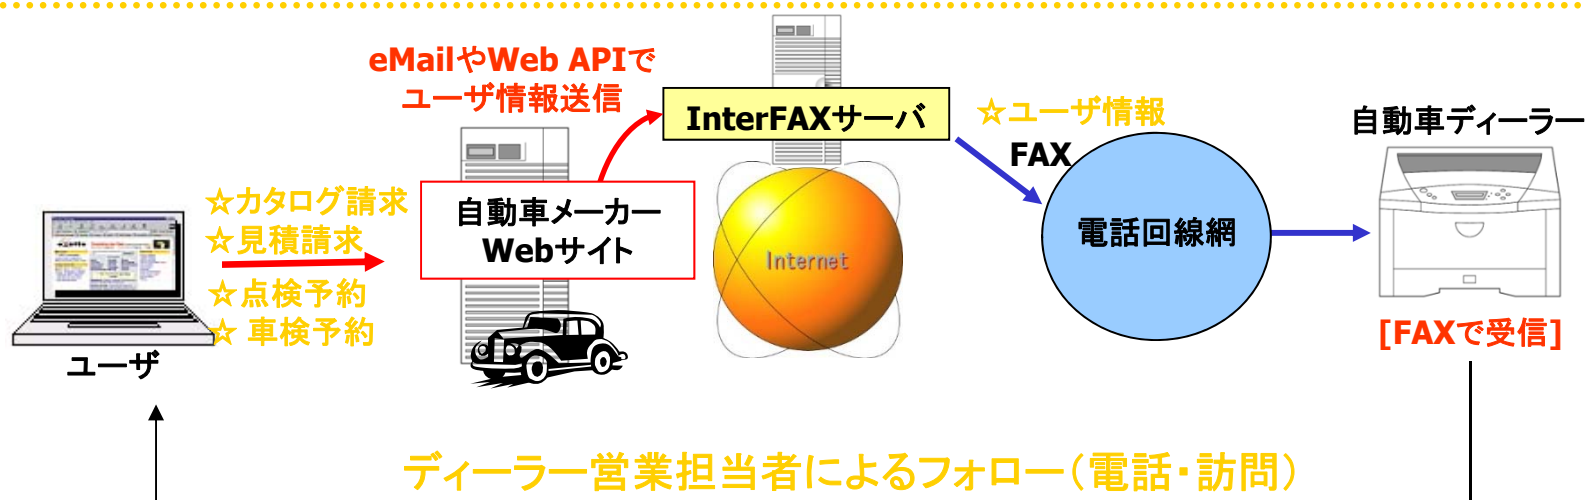 eMailやWeb APIで
ユーザ情報送信
InterFAXサーバ
☆ユーザ情報
FAX
自動車ディーラー
☆カタログ請求
☆見積請求
☆点検予約
☆ 車検予約
自動車メーカー
Webサイト
Internet
電話回線網
ユーザ
[FAXで受信]
ディーラー営業担当者によるフォロー（電話・訪問）